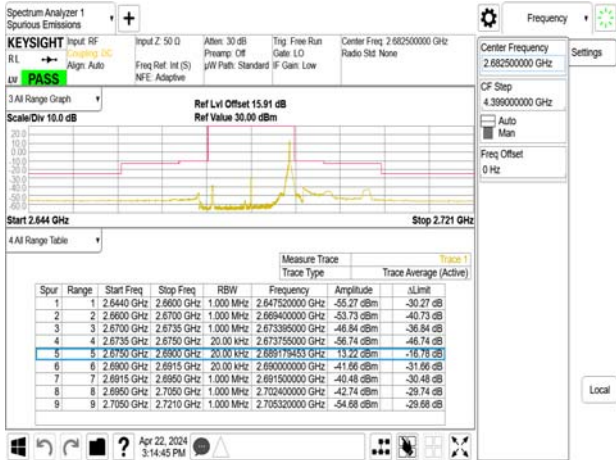 Spectrum Analyzer 1
Spurious Emissions
Frequency
KEYSIGHT
RL
LU PASS
Input: RF
Coupling: DC
Align: Auto
Input Z: 50 Ω
Freq Ref: Int (S)
NFE: Adaptive
Atten: 30 dB
Preamp: Off
µW Path: Standard
Trig: Free Run
Gate: LO
IF Gain: Low
Center Freq: 2.682500000 GHz
Radio Std: None
Center Frequency
2.682500000 GHz
Settings
CF Step
4.399000000 GHz
Auto
Man
Freq Offset
0 Hz
3 All Range Graph
Scale/Div 10.0 dB
Ref Lvl Offset 15.91 dB
Ref Value 30.00 dBm
20.0
10.0
0.00
-10.0
-20.0
-30.0
-40.0
-50.0
-60.0
Start 2.644 GHz
Stop 2.721 GHz
4 All Range Table
Measure Trace Trace 1
Trace Type Trace Average (Active)
Spur Range Start Freq Stop Freq RBW Frequency Amplitude ΔLimit
1 1 2.6440 GHz 2.6600 GHz 1.000 MHz 2.647520000 GHz -55.27 dBm -30.27 dB
2 2 2.6600 GHz 2.6700 GHz 1.000 MHz 2.669400000 GHz -53.73 dBm -40.73 dB
3 3 2.6700 GHz 2.6735 GHz 1.000 MHz 2.673395000 GHz -46.84 dBm -36.84 dB
4 4 2.6735 GHz 2.6750 GHz 20.00 kHz 2.673755000 GHz -56.74 dBm -46.74 dB
5 5 2.6750 GHz 2.6900 GHz 20.00 kHz 2.689179453 GHz 13.22 dBm -16.78 dB
6 6 2.6900 GHz 2.6915 GHz 20.00 kHz 2.690000000 GHz -41.66 dBm -31.66 dB
7 7 2.6915 GHz 2.6950 GHz 1.000 MHz 2.691500000 GHz -40.48 dBm -30.48 dB
8 8 2.6950 GHz 2.7050 GHz 1.000 MHz 2.702400000 GHz -42.74 dBm -29.74 dB
9 9 2.7050 GHz 2.7210 GHz 1.000 MHz 2.705320000 GHz -54.68 dBm -29.68 dB
Local
Apr 22, 2024
3:14:45 PM